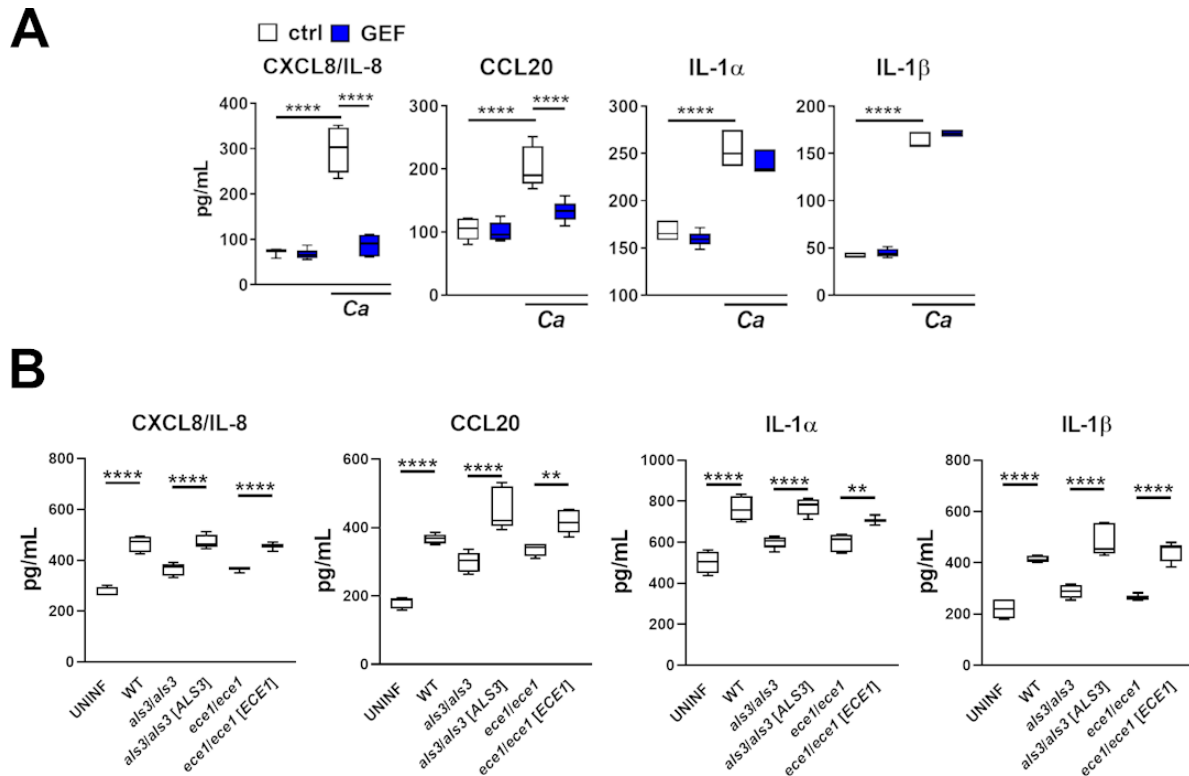 A
ctrl GEF
CXCL8/IL-8 CCL20 IL-1α IL-1β
pg/mL
400
300
200
100
0
**** ****
Ca
300
200
100
0
**** ****
Ca
300
250
200
150
100
****
Ca
200
150
100
50
0
****
Ca
B
CXCL8/IL-8 CCL20 IL-1α IL-1β
pg/mL
800
600
400
200
0
**** **** ****
UNINF
WT
als3/als3
als3/als3 [ALS3]
ece1/ece1
ece1/ece1 [ECE1]
pg/mL
600
400
200
0
**** **** **
UNINF
WT
als3/als3
als3/als3 [ALS3]
ece1/ece1
ece1/ece1 [ECE1]
pg/mL
1000
800
600
400
200
0
**** **** **
UNINF
WT
als3/als3
als3/als3 [ALS3]
ece1/ece1
ece1/ece1 [ECE1]
pg/mL
800
600
400
200
0
**** **** ****
UNINF
WT
als3/als3
als3/als3 [ALS3]
ece1/ece1
ece1/ece1 [ECE1]